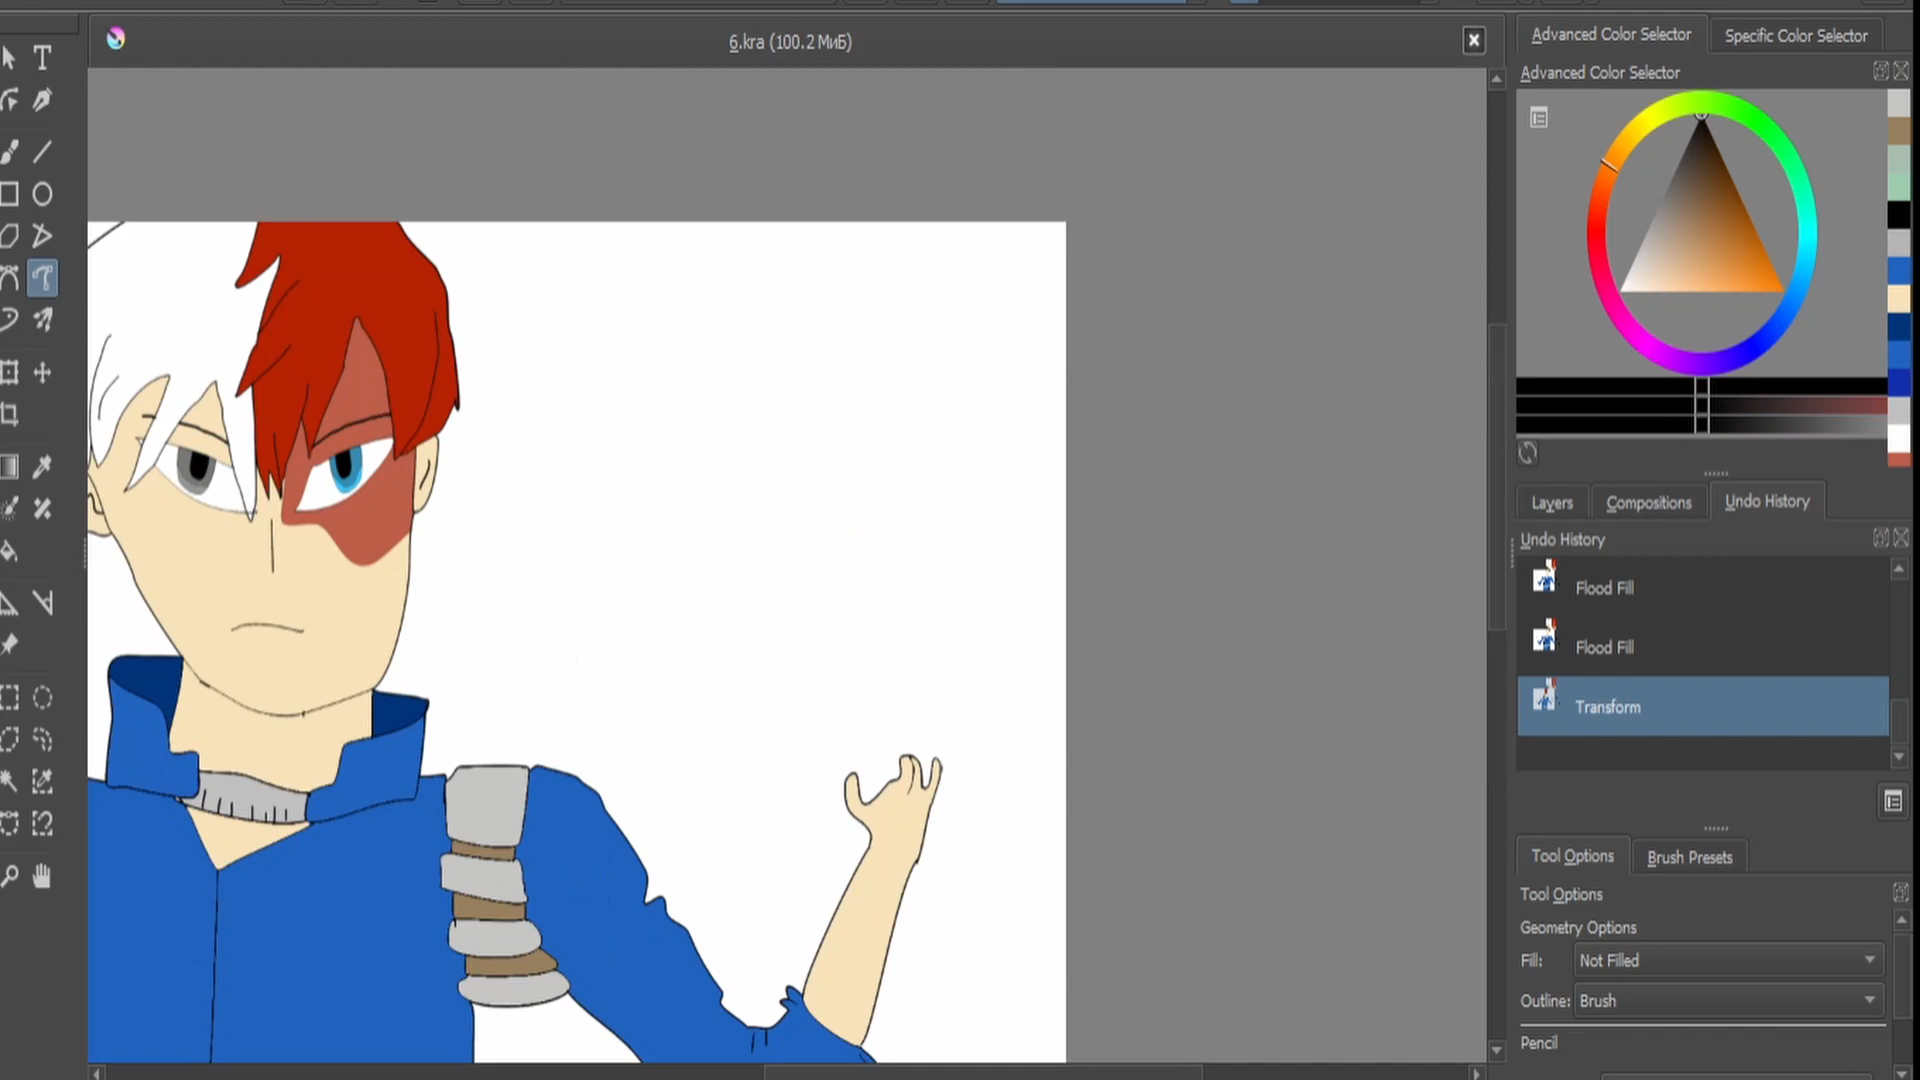 6.kra (100.2 МиБ)
Advanced Color Selector
Specific Color Selector
Advanced Color Selector
Layers
Compositions
Undo History
Undo History
Flood Fill
Flood Fill
Transform
Tool Options
Brush Presets
Tool Options
Geometry Options
Fill: Not Filled
Outline: Brush
Pencil